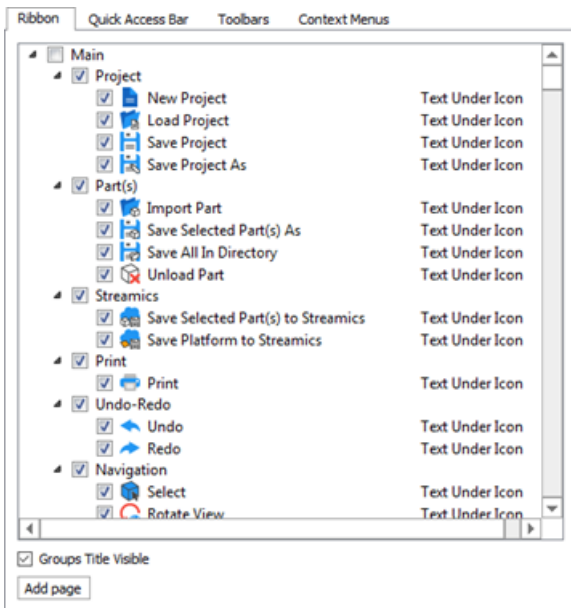 Ribbon Quick Access Bar Toolbars Context Menus
Main
Project
New Project Text Under Icon
Load Project Text Under Icon
Save Project Text Under Icon
Save Project As Text Under Icon
Part(s)
Import Part Text Under Icon
Save Selected Part(s) As Text Under Icon
Save All In Directory Text Under Icon
Unload Part Text Under Icon
Streamics
Save Selected Part(s) to Streamics Text Under Icon
Save Platform to Streamics Text Under Icon
Print
Print Text Under Icon
Undo-Redo
Undo Text Under Icon
Redo Text Under Icon
Navigation
Select Text Under Icon
Rotate View Text Under Icon
Groups Title Visible
Add page